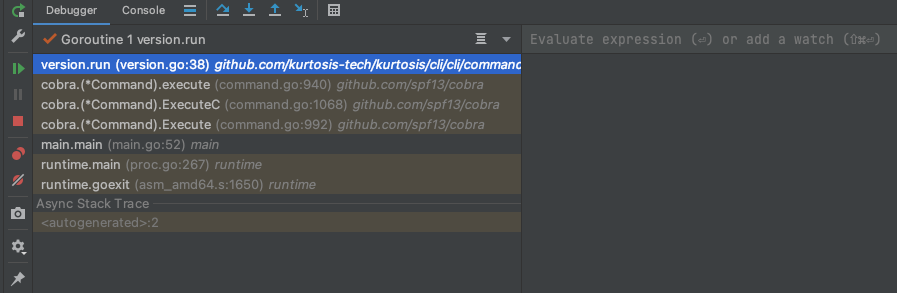 Debugger Console
Goroutine 1 version.run
Evaluate expression (⏎) or add a watch (⇧⌘⏎)
version.run (version.go:38) github.com/kurtosis-tech/kurtosis/cli/cli/commanc
cobra.(*Command).execute (command.go:940) github.com/spf13/cobra
cobra.(*Command).ExecuteC (command.go:1068) github.com/spf13/cobra
cobra.(*Command).Execute (command.go:992) github.com/spf13/cobra
main.main (main.go:52) main
runtime.main (proc.go:267) runtime
runtime.goexit (asm_amd64.s:1650) runtime
Async Stack Trace
<autogenerated>:2